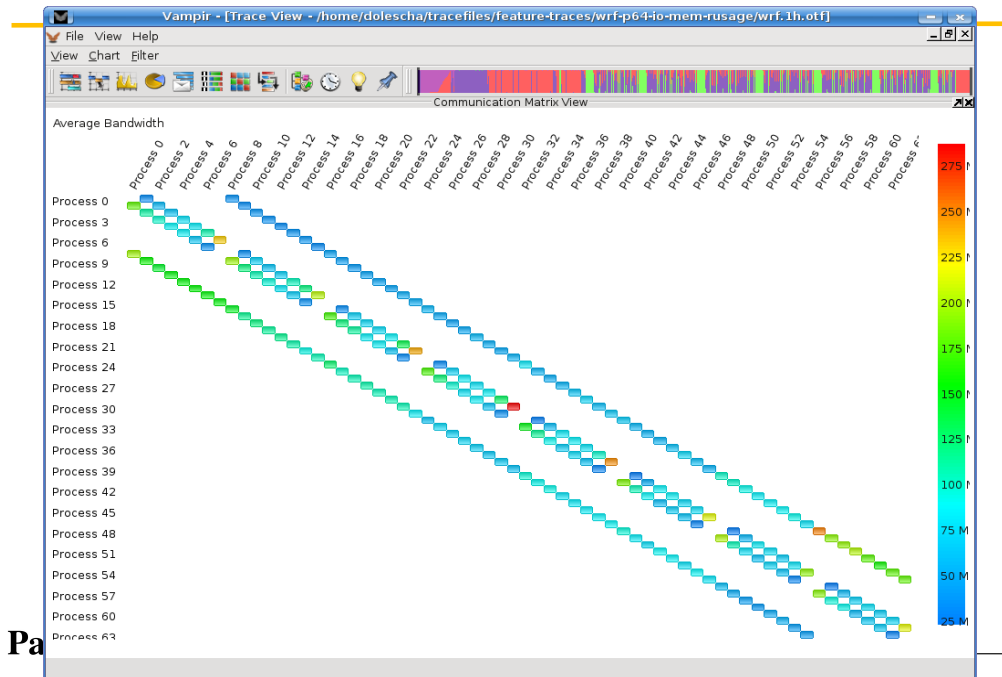 Vampir - [Trace View - /home/dolescha/tracefiles/feature-traces/wrf-p64-io-mem-rusage/wrf.1h.otf]
File View Help
View Chart Filter
Communication Matrix View
Average Bandwidth
Process 0
Process 2
Process 4
Process 6
Process 8
Process 10
Process 12
Process 14
Process 16
Process 18
Process 20
Process 22
Process 24
Process 26
Process 28
Process 30
Process 32
Process 34
Process 36
Process 38
Process 40
Process 42
Process 44
Process 46
Process 48
Process 50
Process 52
Process 54
Process 56
Process 58
Process 60
Process 6
Process 0
Process 3
Process 6
Process 9
Process 12
Process 15
Process 18
Process 21
Process 24
Process 27
Process 30
Process 33
Process 36
Process 39
Process 42
Process 45
Process 48
Process 51
Process 54
Process 57
Process 60
Process 63
275 M
250 M
225 M
200 M
175 M
150 M
125 M
100 M
75 M
50 M
25 M
Pa